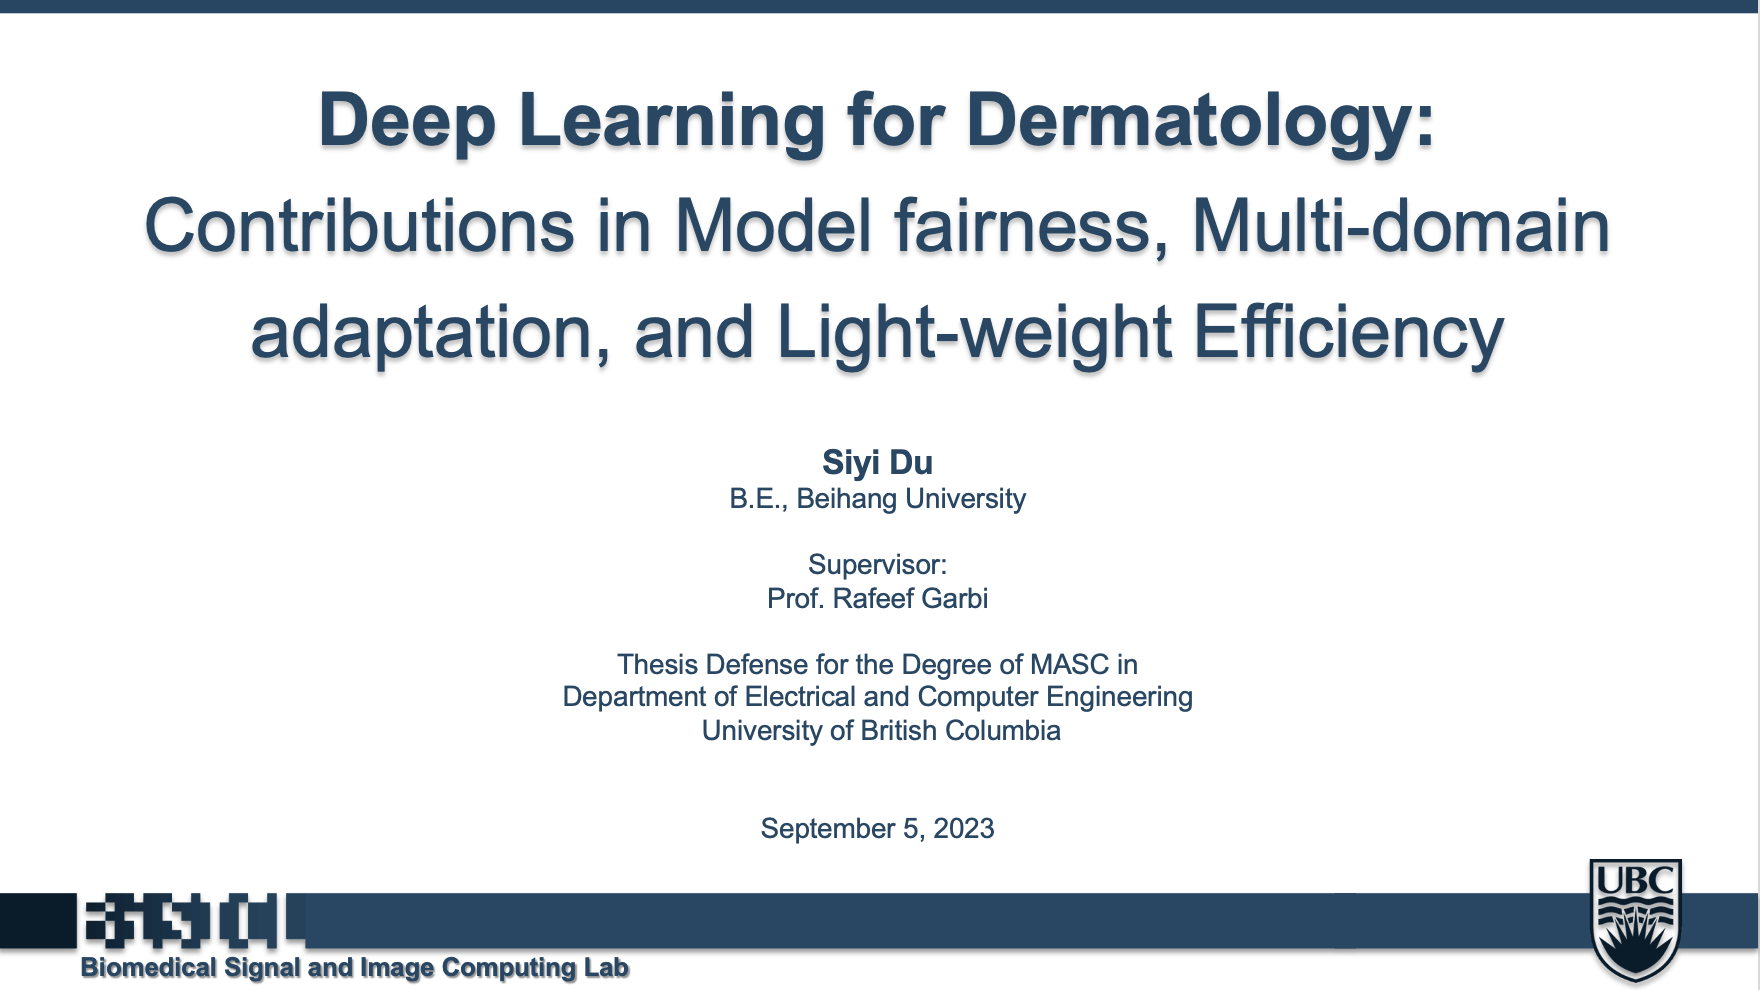 Deep Learning for Dermatology:
Contributions in Model fairness, Multi-domain
adaptation, and Light-weight Efficiency
Siyi Du
B.E., Beihang University
Supervisor:
Prof. Rafeef Garbi
Thesis Defense for the Degree of MASC in
Department of Electrical and Computer Engineering
University of British Columbia
September 5, 2023
BISICL
UBC
Biomedical Signal and Image Computing Lab